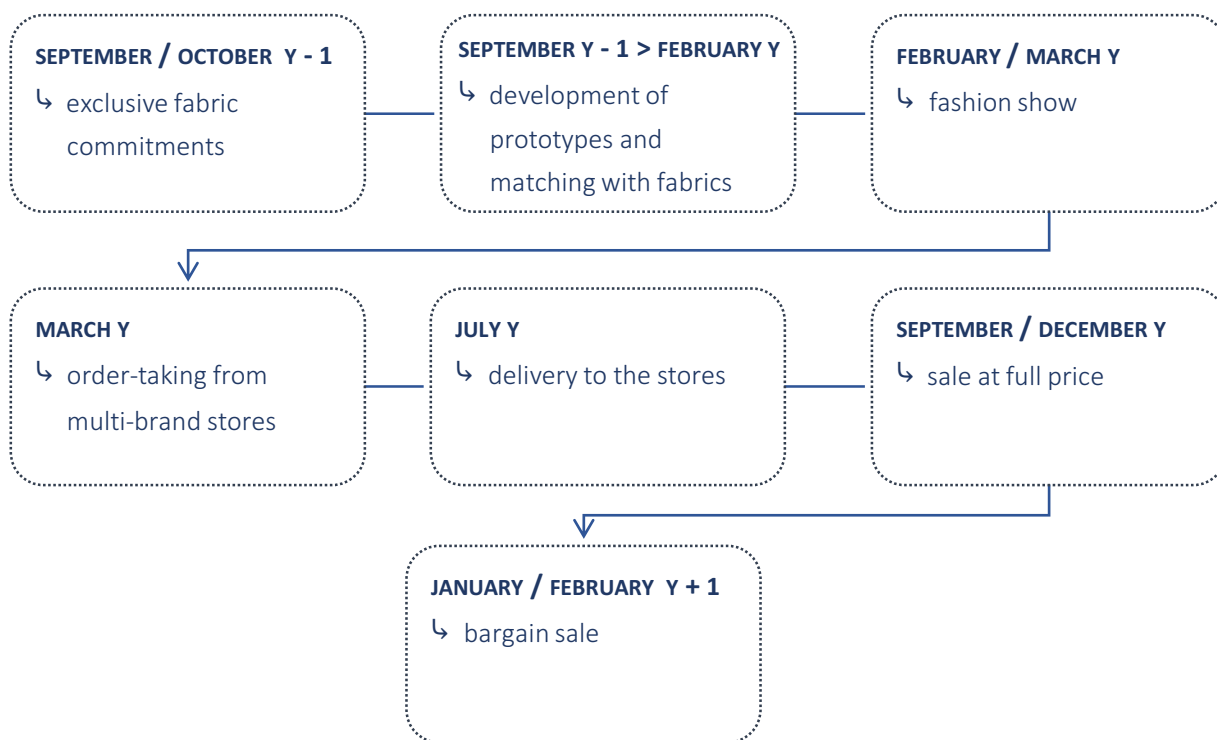 SEPTEMBER / OCTOBER Y - 1
↳ exclusive fabric
commitments
SEPTEMBER Y - 1 > FEBRUARY Y
↳ development of
prototypes and
matching with fabrics
FEBRUARY / MARCH Y
↳ fashion show
MARCH Y
↳ order-taking from
multi-brand stores
JULY Y
↳ delivery to the stores
SEPTEMBER / DECEMBER Y
↳ sale at full price
JANUARY / FEBRUARY Y + 1
↳ bargain sale